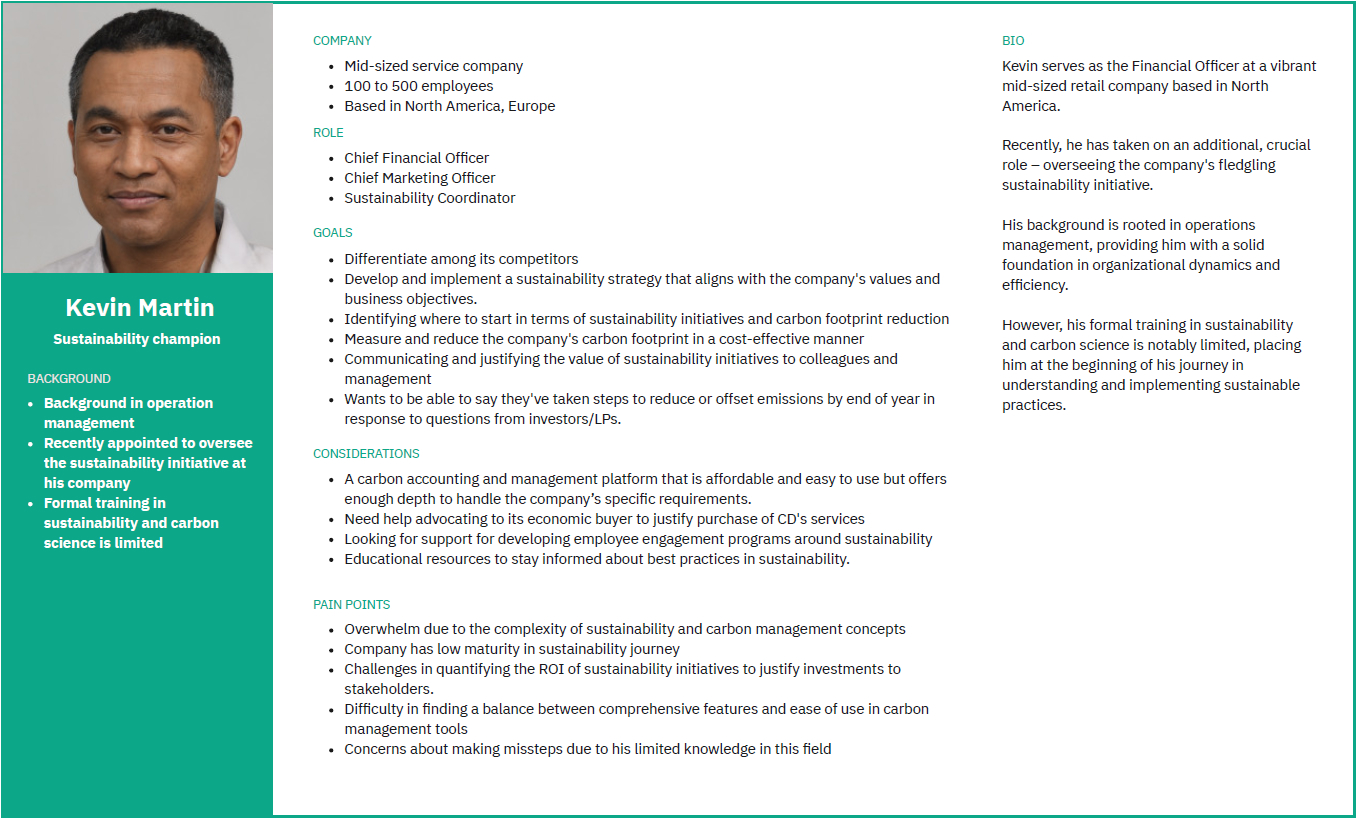 Kevin Martin
Sustainability champion
BACKGROUND
• Background in operation
management
• Recently appointed to oversee
the sustainability initiative at
his company
• Formal training in
sustainability and carbon
science is limited
COMPANY
• Mid-sized service company
• 100 to 500 employees
• Based in North America, Europe
ROLE
• Chief Financial Officer
• Chief Marketing Officer
• Sustainability Coordinator
GOALS
• Differentiate among its competitors
• Develop and implement a sustainability strategy that aligns with the company's values and
business objectives.
• Identifying where to start in terms of sustainability initiatives and carbon footprint reduction
• Measure and reduce the company's carbon footprint in a cost-effective manner
• Communicating and justifying the value of sustainability initiatives to colleagues and
management
• Wants to be able to say they've taken steps to reduce or offset emissions by end of year in
response to questions from investors/LPs.
CONSIDERATIONS
• A carbon accounting and management platform that is affordable and easy to use but offers
enough depth to handle the company’s specific requirements.
• Need help advocating to its economic buyer to justify purchase of CD's services
• Looking for support for developing employee engagement programs around sustainability
• Educational resources to stay informed about best practices in sustainability.
PAIN POINTS
• Overwhelm due to the complexity of sustainability and carbon management concepts
• Company has low maturity in sustainability journey
• Challenges in quantifying the ROI of sustainability initiatives to justify investments to
stakeholders.
• Difficulty in finding a balance between comprehensive features and ease of use in carbon
management tools
• Concerns about making missteps due to his limited knowledge in this field
BIO
Kevin serves as the Financial Officer at a vibrant
mid-sized retail company based in North
America.
Recently, he has taken on an additional, crucial
role – overseeing the company's fledgling
sustainability initiative.
His background is rooted in operations
management, providing him with a solid
foundation in organizational dynamics and
efficiency.
However, his formal training in sustainability
and carbon science is notably limited, placing
him at the beginning of his journey in
understanding and implementing sustainable
practices.